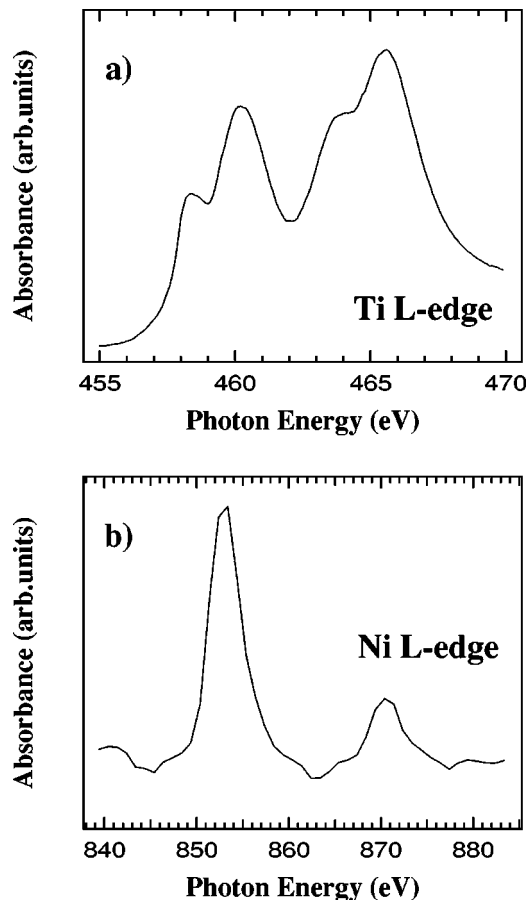 a)
Absorbance (arb.units)
Ti L-edge
455 460 465 470
Photon Energy (eV)
b)
Absorbance (arb.units)
Ni L-edge
840 850 860 870 880
Photon Energy (eV)